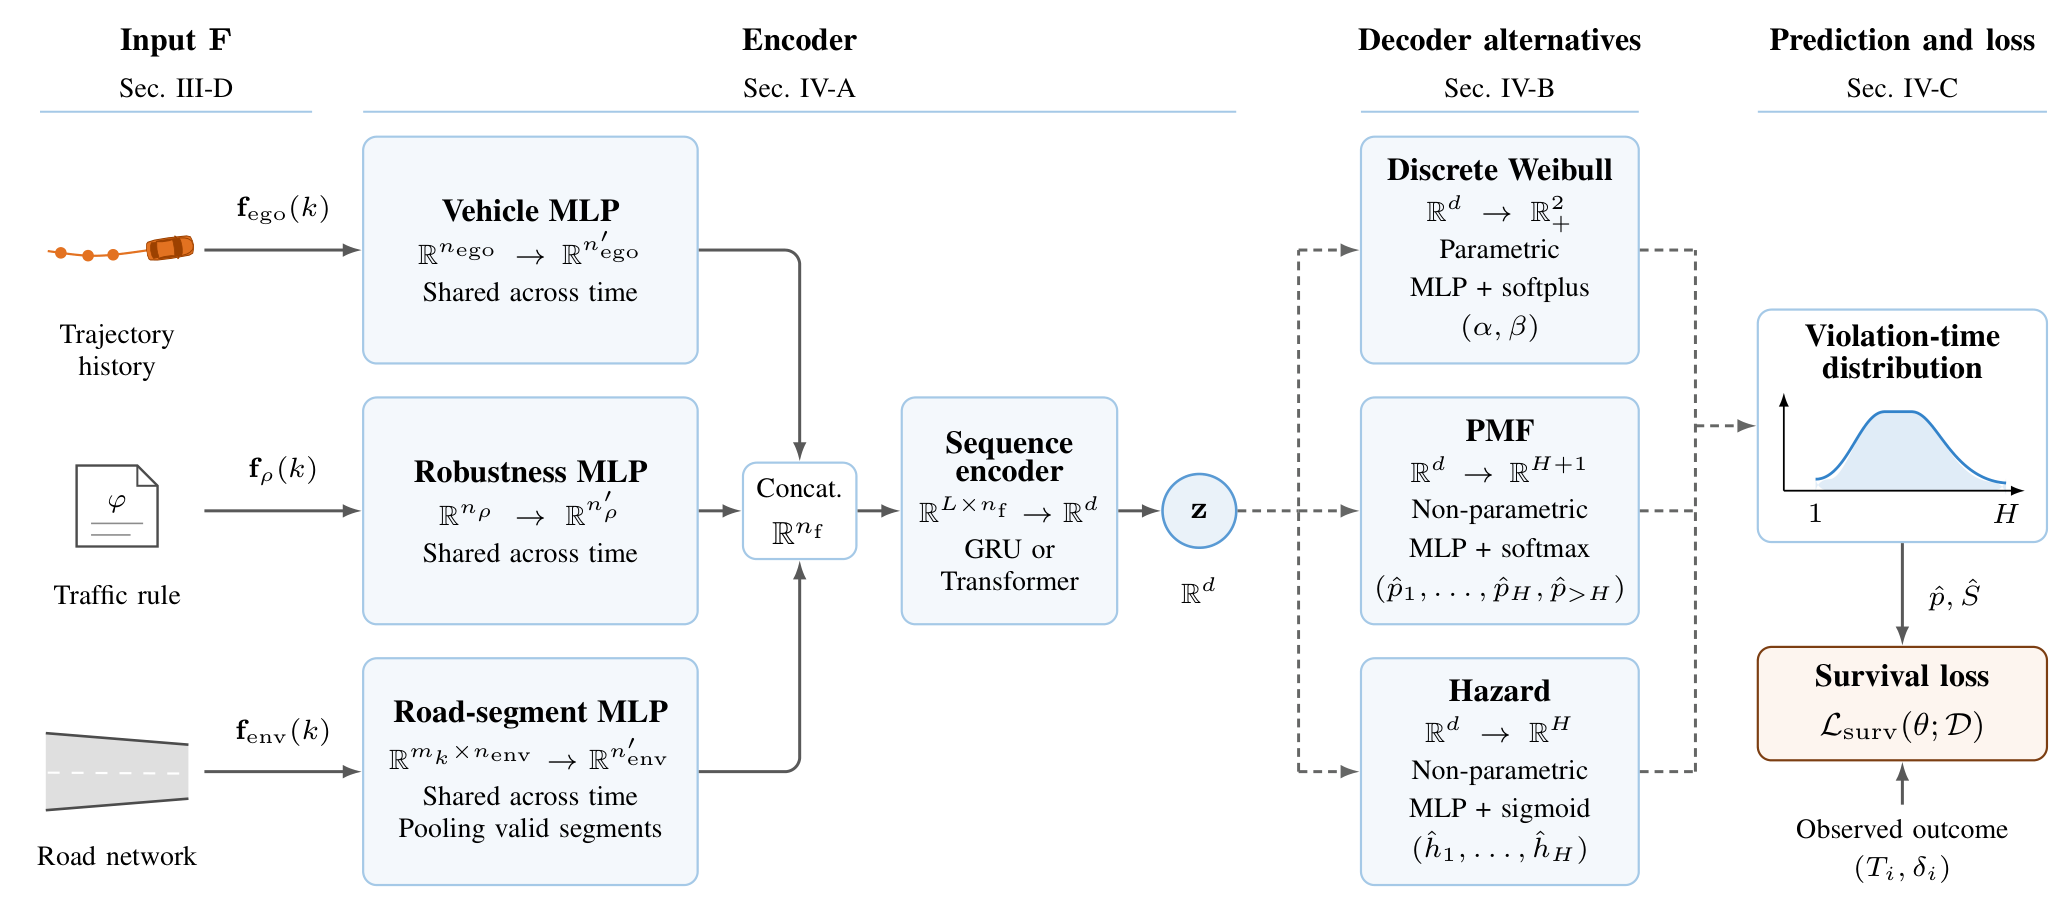 Input F
Sec. III-D
Encoder
Sec. IV-A
Decoder alternatives
Sec. IV-B
Prediction and loss
Sec. IV-C
f_ego(k)
Trajectory
history
f_ρ(k)
φ
Traffic rule
f_env(k)
Road network
Vehicle MLP
ℝ^{n_ego} → ℝ^{n′_ego}
Shared across time
Robustness MLP
ℝ^{n_ρ} → ℝ^{n′_ρ}
Shared across time
Road-segment MLP
ℝ^{m_k×n_env} → ℝ^{n′_env}
Shared across time
Pooling valid segments
Concat.
ℝ^{n_f}
Sequence
encoder
ℝ^{L×n_f} → ℝ^d
GRU or
Transformer
z
ℝ^d
Discrete Weibull
ℝ^d → ℝ^2_+
Parametric
MLP + softplus
(α, β)
PMF
ℝ^d → ℝ^{H+1}
Non-parametric
MLP + softmax
(p̂_1, . . . , p̂_H, p̂_{>H})
Hazard
ℝ^d → ℝ^H
Non-parametric
MLP + sigmoid
(ĥ_1, . . . , ĥ_H)
Violation-time
distribution
1 H
p̂, Ŝ
Survival loss
ℒ_surv(θ; 𝒟)
Observed outcome
(T_i, δ_i)